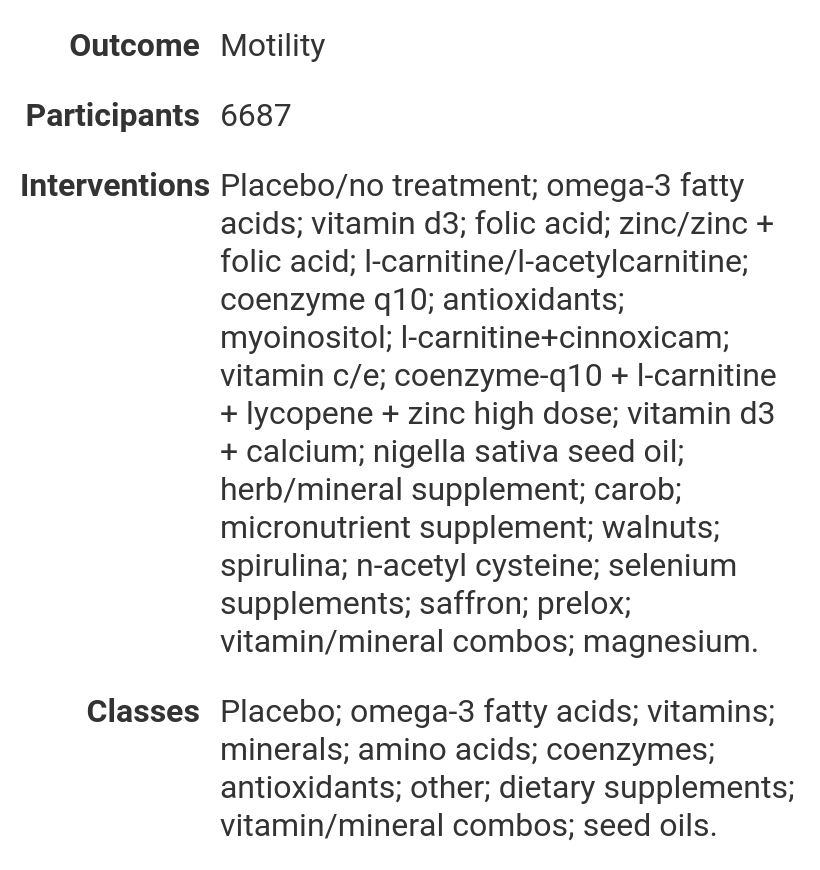 Outcome Motility
Participants 6687
Interventions Placebo/no treatment; omega-3 fatty
acids; vitamin d3; folic acid; zinc/zinc +
folic acid; l-carnitine/l-acetylcarnitine;
coenzyme q10; antioxidants;
myoinositol; l-carnitine+cinnoxicam;
vitamin c/e; coenzyme-q10 + l-carnitine
+ lycopene + zinc high dose; vitamin d3
+ calcium; nigella sativa seed oil;
herb/mineral supplement; carob;
micronutrient supplement; walnuts;
spirulina; n-acetyl cysteine; selenium
supplements; saffron; prelox;
vitamin/mineral combos; magnesium.
Classes Placebo; omega-3 fatty acids; vitamins;
minerals; amino acids; coenzymes;
antioxidants; other; dietary supplements;
vitamin/mineral combos; seed oils.